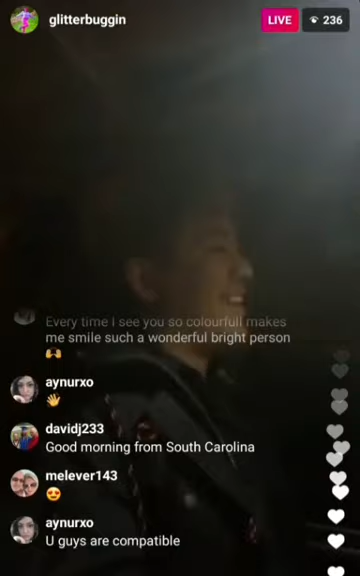 glitterbuggin
LIVE
236
Every time I see you so colourfull makes
me smile such a wonderful bright person
🙌
aynurxo
👋
davidj233
Good morning from South Carolina
melever143
😍
aynurxo
U guys are compatible